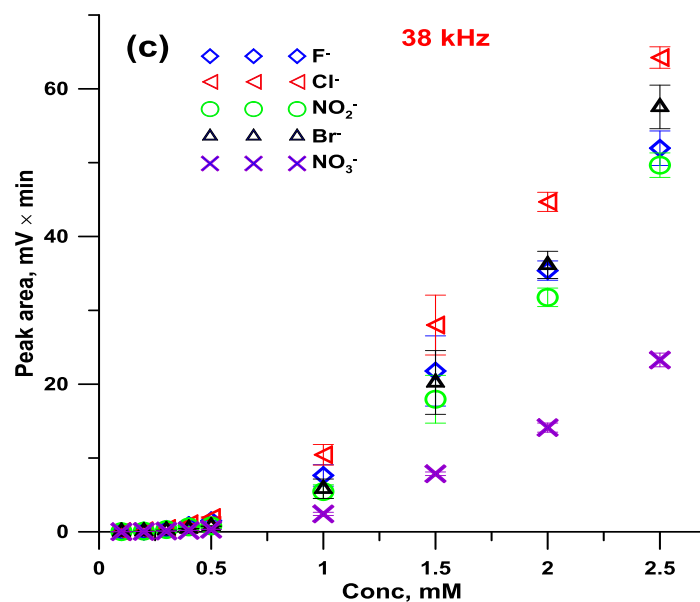 (c)
38 kHz
F⁻
Cl⁻
NO₂⁻
Br⁻
NO₃⁻
Peak area, mV × min
60
40
20
0
0 0.5 1 1.5 2 2.5
Conc, mM